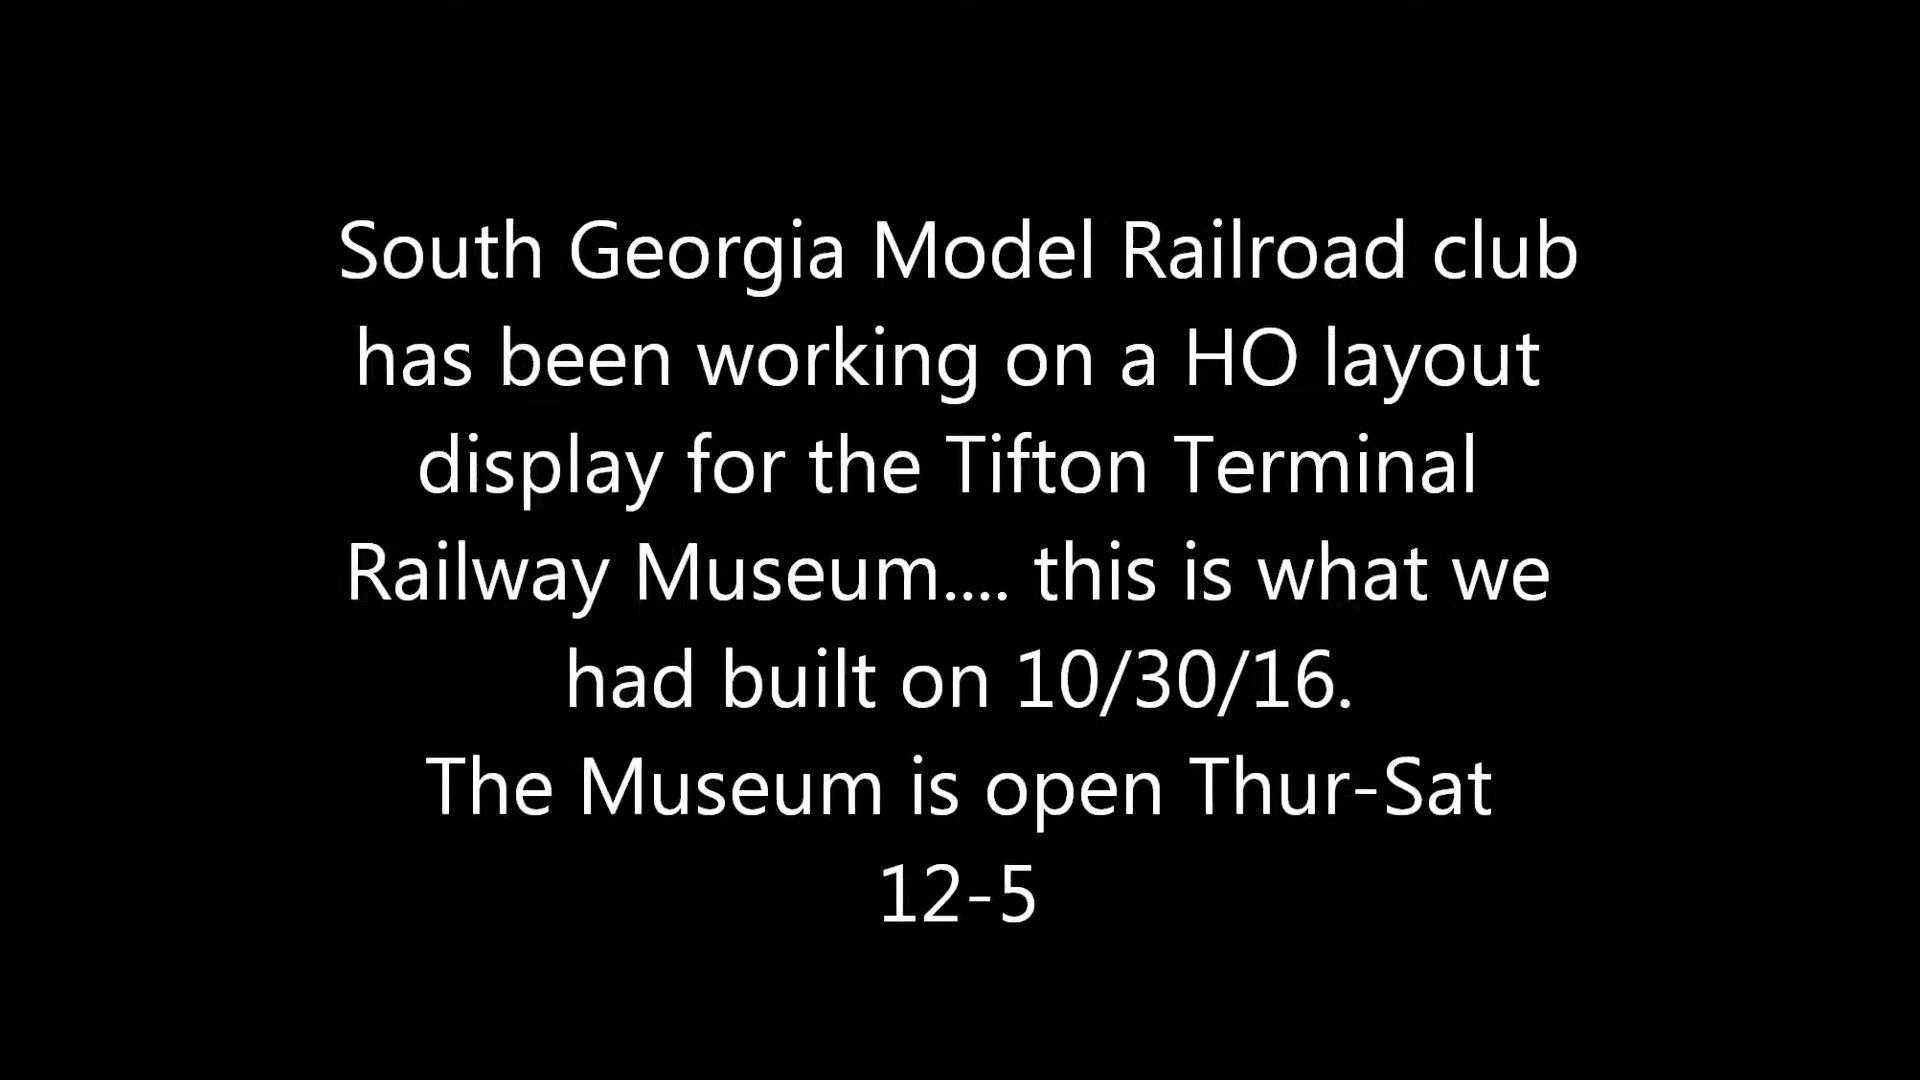 South Georgia Model Railroad club
has been working on a HO layout
display for the Tifton Terminal
Railway Museum.... this is what we
had built on 10/30/16.
The Museum is open Thur-Sat
12-5